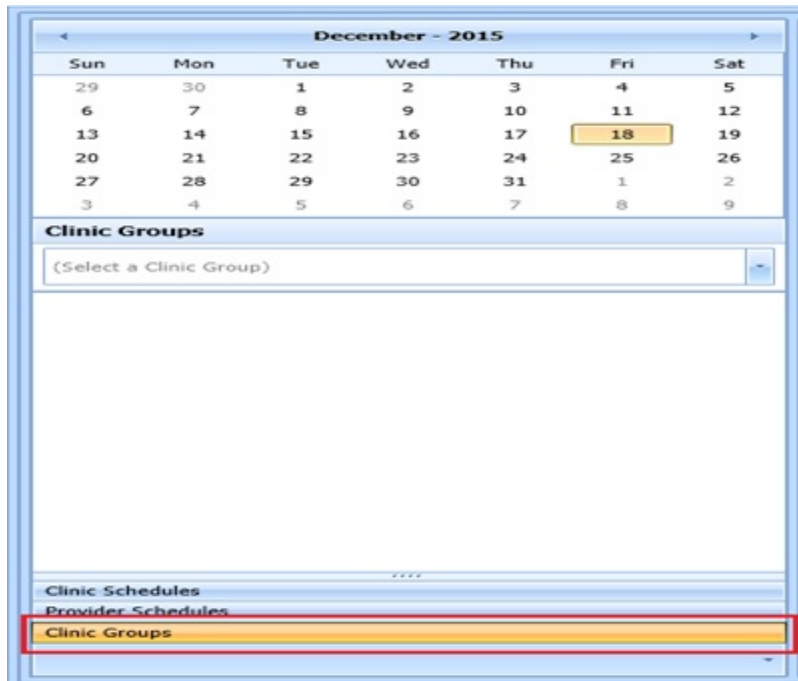 December - 2015
Sun Mon Tue Wed Thu Fri Sat
29 30 1 2 3 4 5
6 7 8 9 10 11 12
13 14 15 16 17 18 19
20 21 22 23 24 25 26
27 28 29 30 31 1 2
3 4 5 6 7 8 9
Clinic Groups
(Select a Clinic Group)
Clinic Schedules
Provider Schedules
Clinic Groups